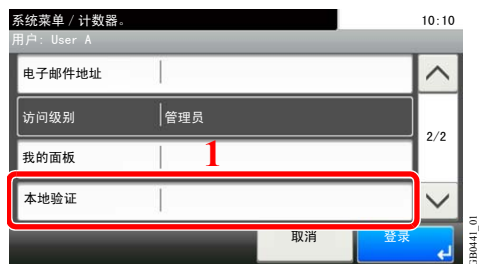 系统菜单 / 计数器。 10:10
用户: User A
电子邮件地址
访问级别 管理员
2/2
我的面板 1
本地验证
取消 登录